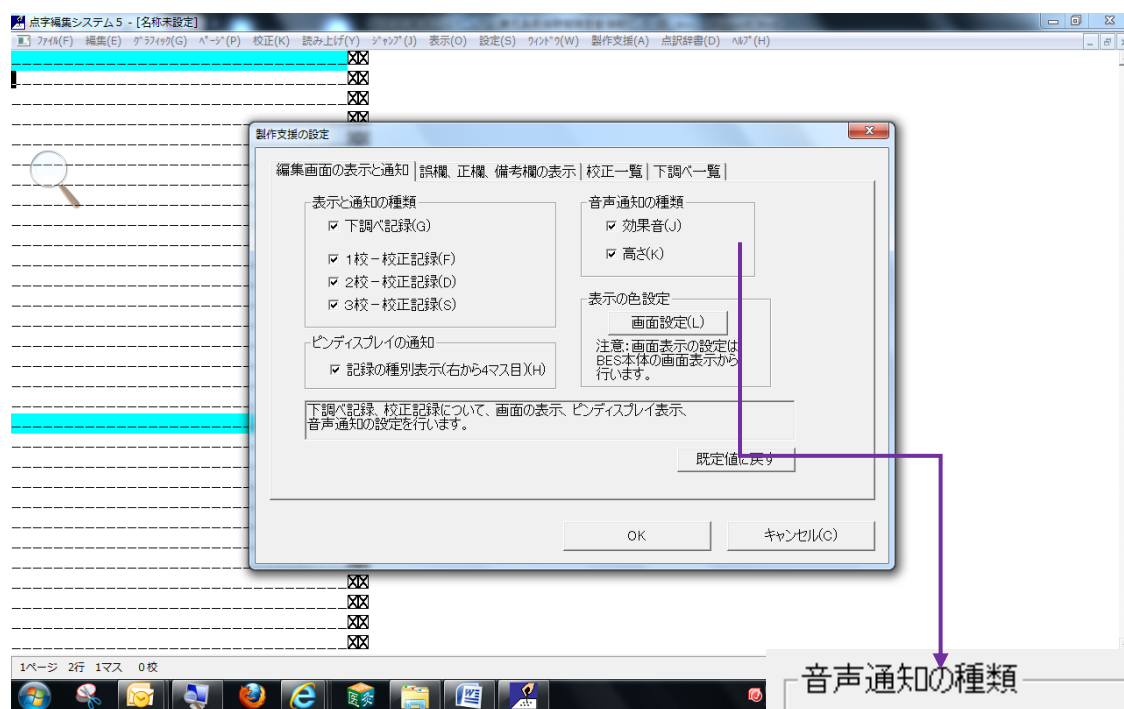 点字編集システム５ - [名称未設定]
ﾌｧｲﾙ(F) 編集(E) ｸﾞﾗﾌｨｯｸ(G) ﾍﾟｰｼﾞ(P) 校正(K) 読み上げ(Y) ｼﾞｬﾝﾌﾟ(J) 表示(O) 設定(S) ｳｨﾝﾄﾞｳ(W) 製作支援(A) 点訳辞書(D) ﾍﾙﾌﾟ(H)
製作支援の設定
編集画面の表示と通知 誤欄、正欄、備考欄の表示 校正一覧 下調べ一覧
表示と通知の種類
下調べ記録(G)
1校－校正記録(F)
2校－校正記録(D)
3校－校正記録(S)
音声通知の種類
効果音(J)
高さ(K)
表示の色設定
画面設定(L)
注意：画面表示の設定は
BES本体の画面表示から
行います。
ピンディスプレイの通知
記録の種別表示(右から4マス目)(H)
下調べ記録、校正記録について、画面の表示、ピンディスプレイ表示、
音声通知の設定を行います。
既定値に戻す
OK キャンセル(C)
1ページ 2行 1マス 0校
音声通知の種類